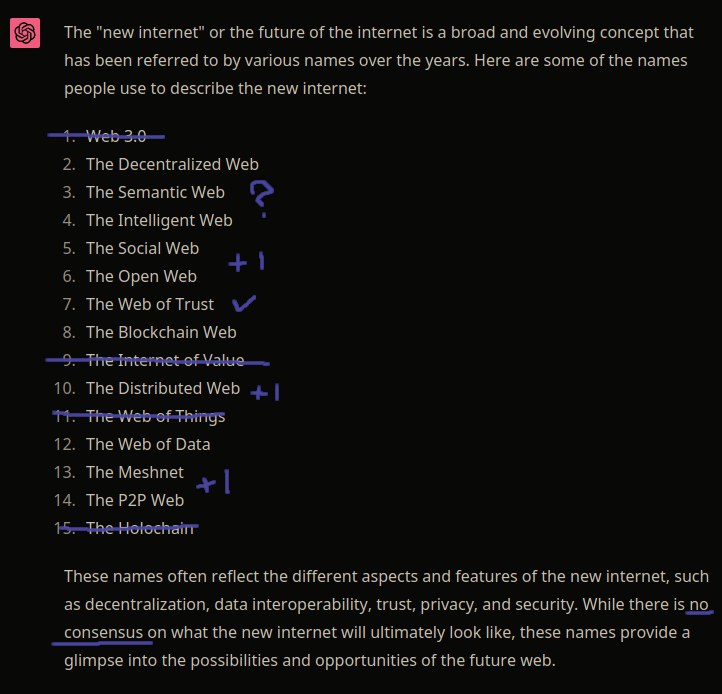 The "new internet" or the future of the internet is a broad and evolving concept that
has been referred to by various names over the years. Here are some of the names
people use to describe the new internet:
1. Web 3.0
2. The Decentralized Web
3. The Semantic Web ?
4. The Intelligent Web
5. The Social Web
+1
6. The Open Web
7. The Web of Trust ✓
8. The Blockchain Web
9. The Internet of Value
10. The Distributed Web +1
11. The Web of Things
12. The Web of Data
13. The Meshnet
+1
14. The P2P Web
15. The Holochain
These names often reflect the different aspects and features of the new internet, such
as decentralization, data interoperability, trust, privacy, and security. While there is no
consensus on what the new internet will ultimately look like, these names provide a
glimpse into the possibilities and opportunities of the future web.